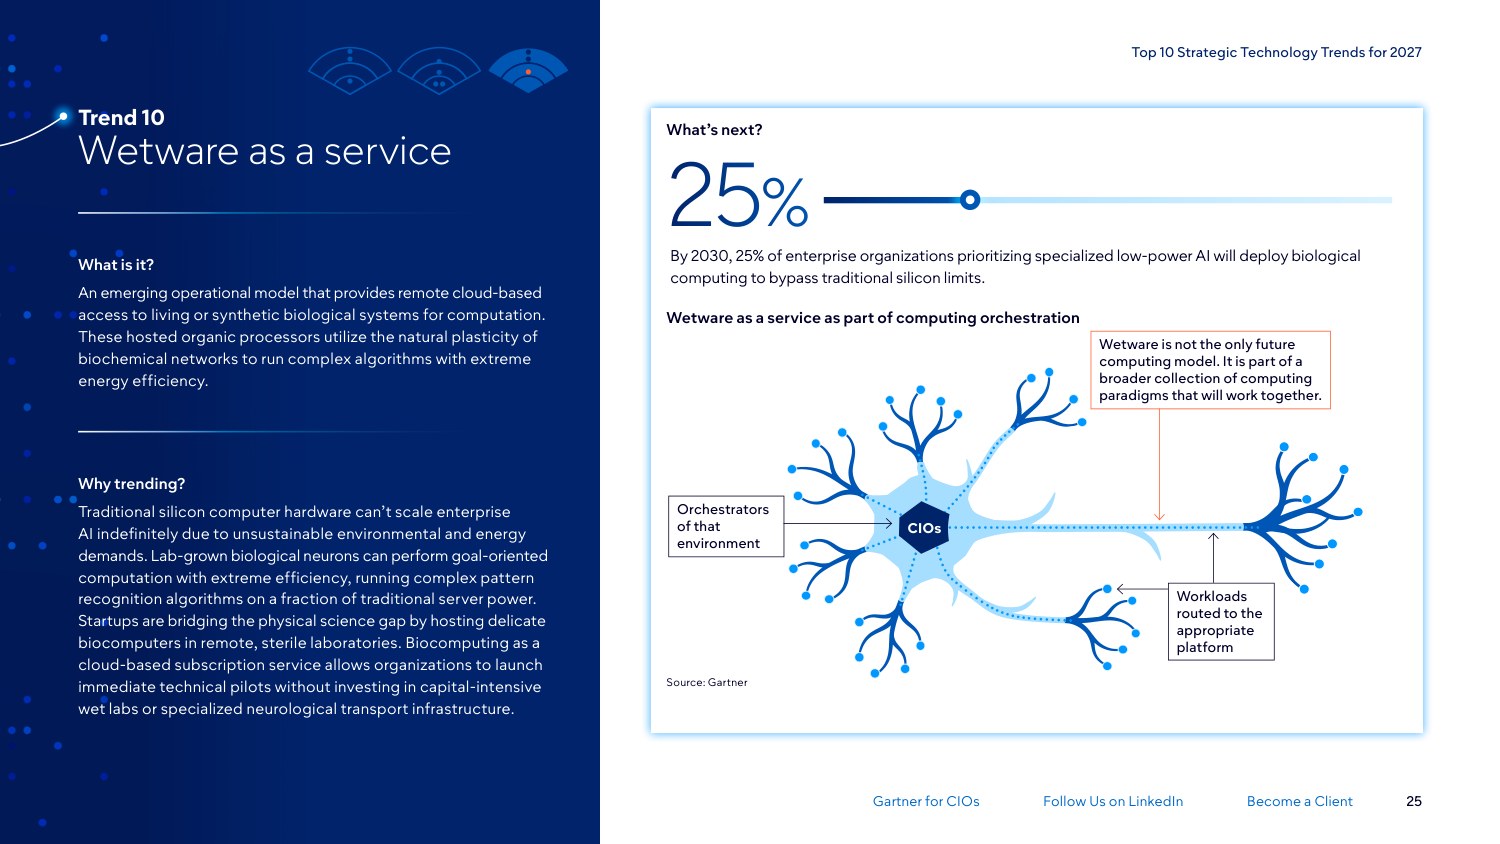 Top 10 Strategic Technology Trends for 2027
Trend 10
Wetware as a service
What is it?
An emerging operational model that provides remote cloud-based
access to living or synthetic biological systems for computation.
These hosted organic processors utilize the natural plasticity of
biochemical networks to run complex algorithms with extreme
energy efficiency.
Why trending?
Traditional silicon computer hardware can’t scale enterprise
AI indefinitely due to unsustainable environmental and energy
demands. Lab-grown biological neurons can perform goal-oriented
computation with extreme efficiency, running complex pattern
recognition algorithms on a fraction of traditional server power.
Startups are bridging the physical science gap by hosting delicate
biocomputers in remote, sterile laboratories. Biocomputing as a
cloud-based subscription service allows organizations to launch
immediate technical pilots without investing in capital-intensive
wet labs or specialized neurological transport infrastructure.
What’s next?
25%
By 2030, 25% of enterprise organizations prioritizing specialized low-power AI will deploy biological
computing to bypass traditional silicon limits.
Wetware as a service as part of computing orchestration
Wetware is not the only future
computing model. It is part of a
broader collection of computing
paradigms that will work together.
Orchestrators
of that
environment
CIOs
Workloads
routed to the
appropriate
platform
Source: Gartner
Gartner for CIOs
Follow Us on LinkedIn
Become a Client
25